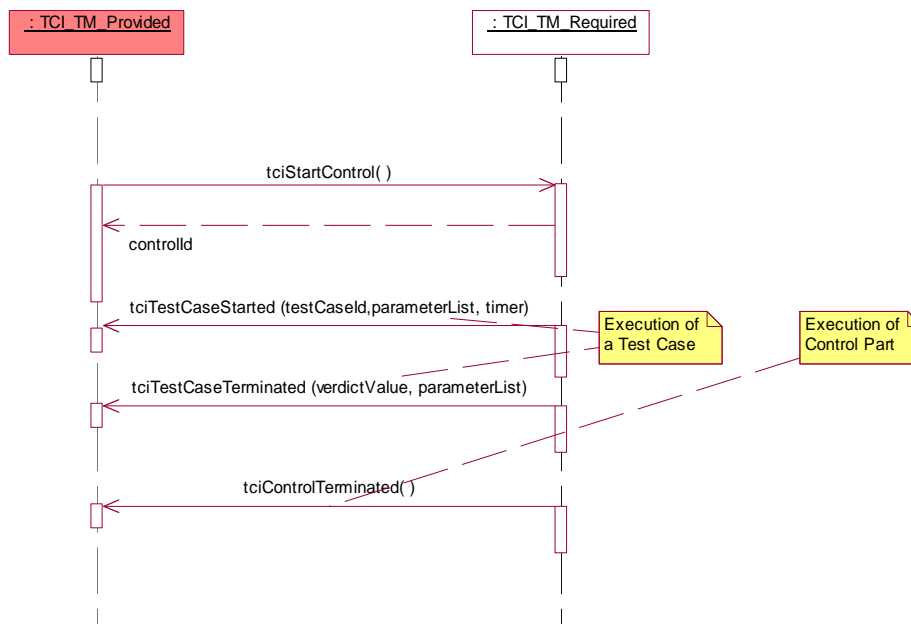 : TCI_TM_Provided
: TCI_TM_Required
tciStartControl( )
controlId
tciTestCaseStarted (testCaseId,parameterList, timer)
Execution of
a Test Case
Execution of
Control Part
tciTestCaseTerminated (verdictValue, parameterList)
tciControlTerminated( )